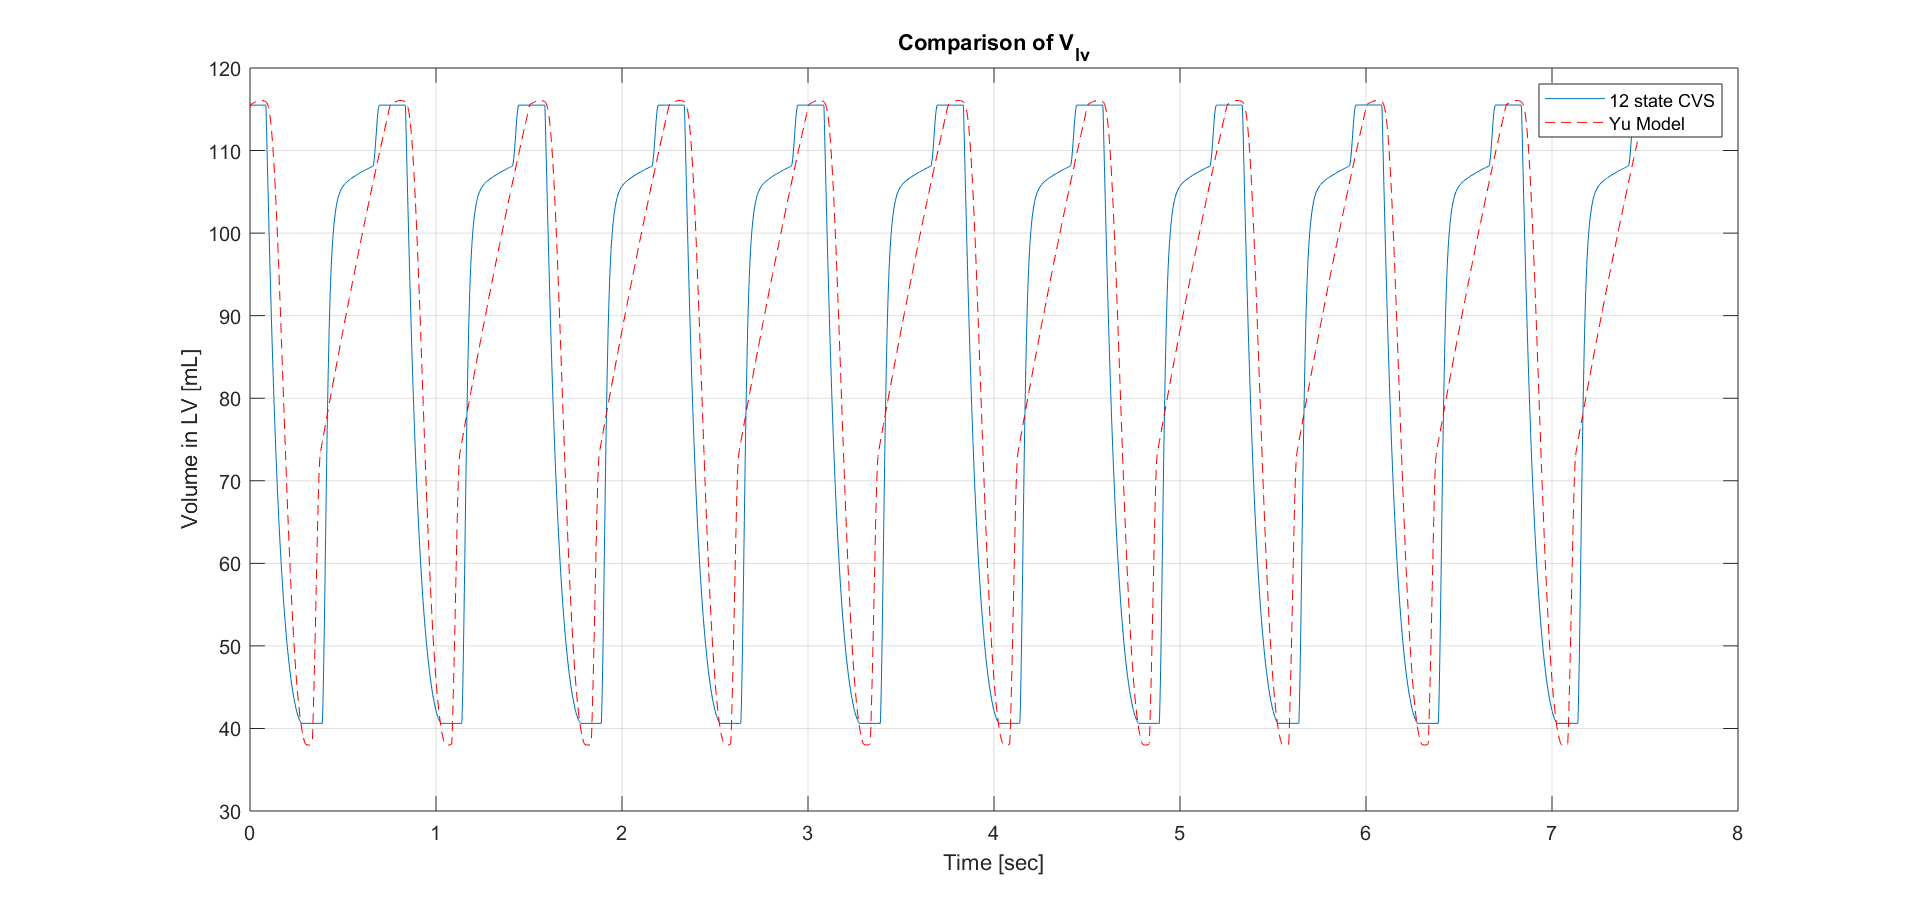 Comparison of V_lv
120
110
100
90
80
70
60
50
40
30
Volume in LV [mL]
12 state CVS
Yu Model
0 1 2 3 4 5 6 7 8
Time [sec]